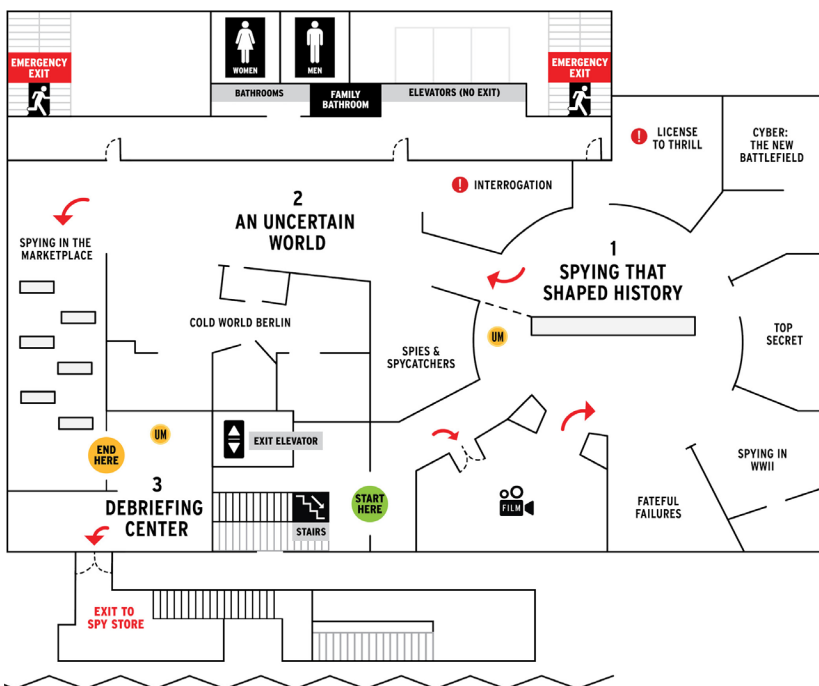 EMERGENCY
EXIT
WOMEN
MEN
BATHROOMS
FAMILY
BATHROOM
ELEVATORS (NO EXIT)
EMERGENCY
EXIT
! LICENSE
TO THRILL
CYBER:
THE NEW
BATTLEFIELD
! INTERROGATION
2
AN UNCERTAIN
WORLD
SPYING IN THE
MARKETPLACE
1
SPYING THAT
SHAPED HISTORY
COLD WORLD BERLIN
SPIES &
SPYCATCHERS
UM
TOP
SECRET
UM
END
HERE
EXIT ELEVATOR
3
DEBRIEFING
CENTER
START
HERE
STAIRS
FILM
FATEFUL
FAILURES
SPYING IN
WWII
EXIT TO
SPY STORE